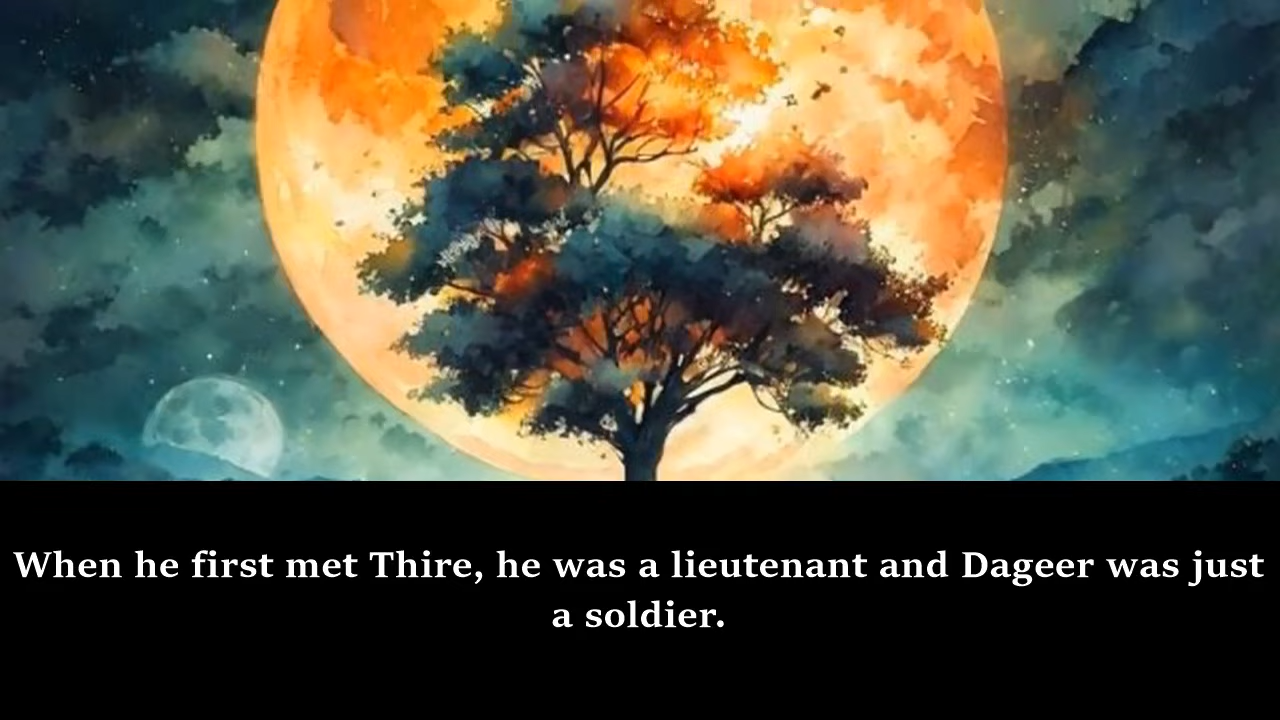 When he first met Thire, he was a lieutenant and Dageer was just
a soldier.